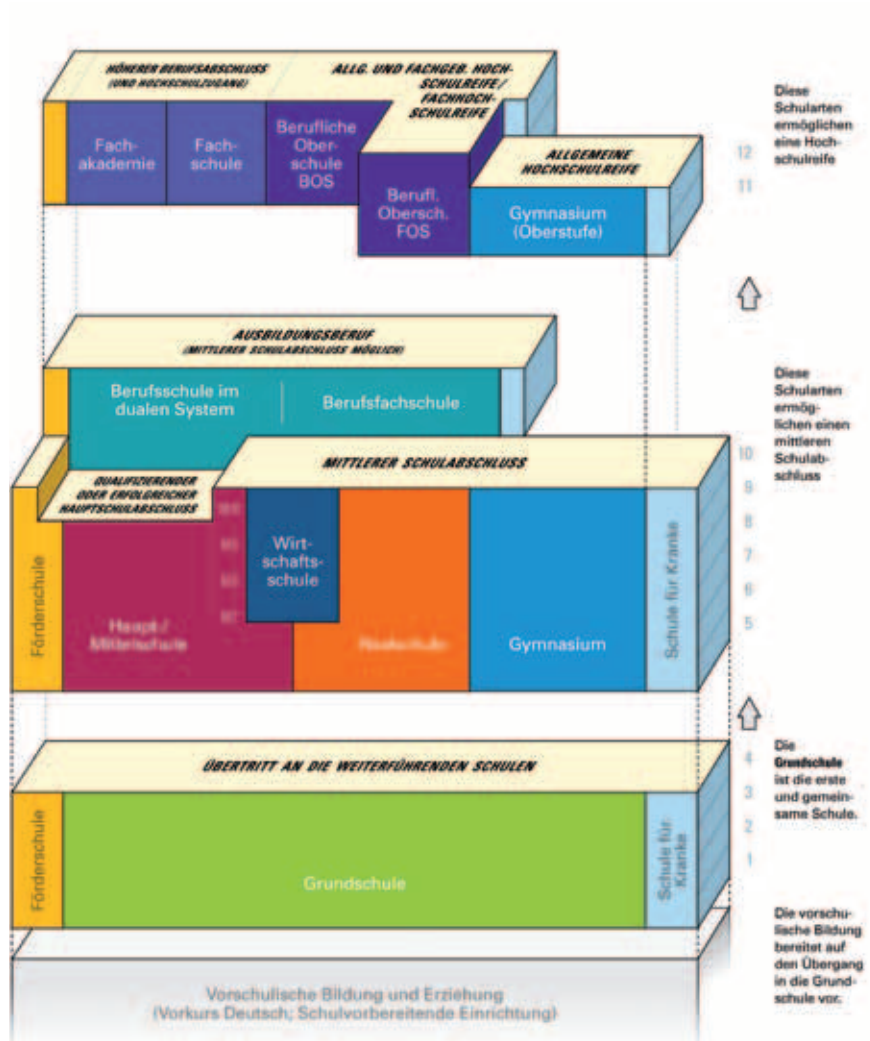 HÖHERER BERUFSABSCHLUSS
(UND HOCHSCHULZUGANG)
ALLG. UND FACHGEB. HOCH-
SCHULREIFE/
FACHHOCH-
SCHULREIFE
Fach-
akademie
Fach-
schule
Berufliche
Ober-
schule
BOS
Berufl.
Obersch.
FOS
ALLGEMEINE
HOCHSCHULREIFE
Gymnasium
(Oberstufe)
12
11
Diese
Schularten
ermöglichen
eine Hoch-
schulreife
AUSBILDUNGSBERUF
(MITTLERER SCHULABSCHLUSS MÖGLICH)
Berufsschule im
dualen System
Berufsfachschule
Diese
Schularten
ermög-
lichen einen
mittleren
Schulab-
schluss
QUALIFIZIERENDER
ODER ERFOLGREICHER
HAUPTSCHULABSCHLUSS
MITTLERER SCHULABSCHLUSS
Förderschule
Haupt-/
Mittelschule
Wirt-
schafts-
schule
Realschule
Gymnasium
Schule für Kranke
10
9
8
7
6
5
ÜBERTRITT AN DIE WEITERFÜHRENDEN SCHULEN
Förderschule
Grundschule
Schule für
Kranke
4
3
2
1
Die
Grundschule
ist die erste
und gemein-
same Schule.
Vorschulische Bildung und Erziehung
(Vorkurs Deutsch; Schulvorbereitende Einrichtung)
Die vorschu-
lische Bildung
bereitet auf
den Übergang
in die Grund-
schule vor.